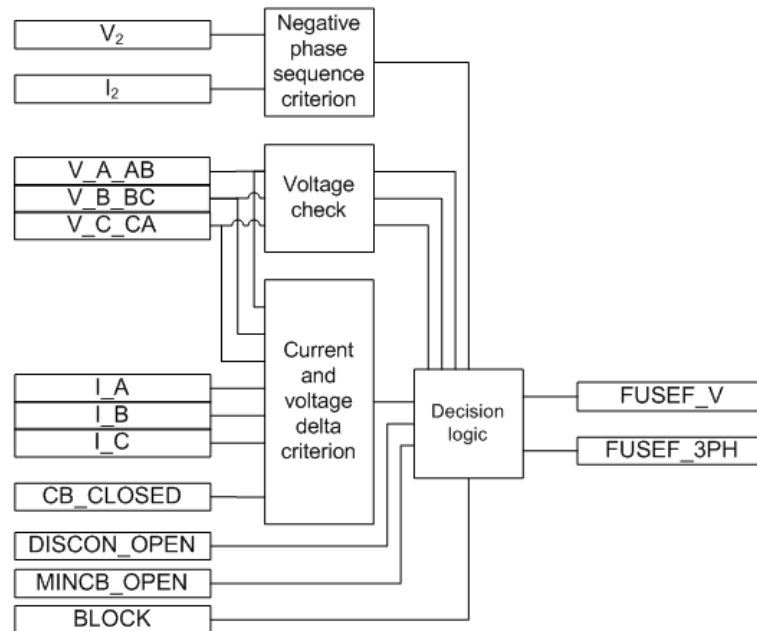 V₂
I₂
Negative
phase
sequence
criterion
V_A_AB
V_B_BC
V_C_CA
Voltage
check
I_A
I_B
I_C
CB_CLOSED
Current
and
voltage
delta
criterion
DISCON_OPEN
MINCB_OPEN
BLOCK
Decision
logic
FUSEF_V
FUSEF_3PH